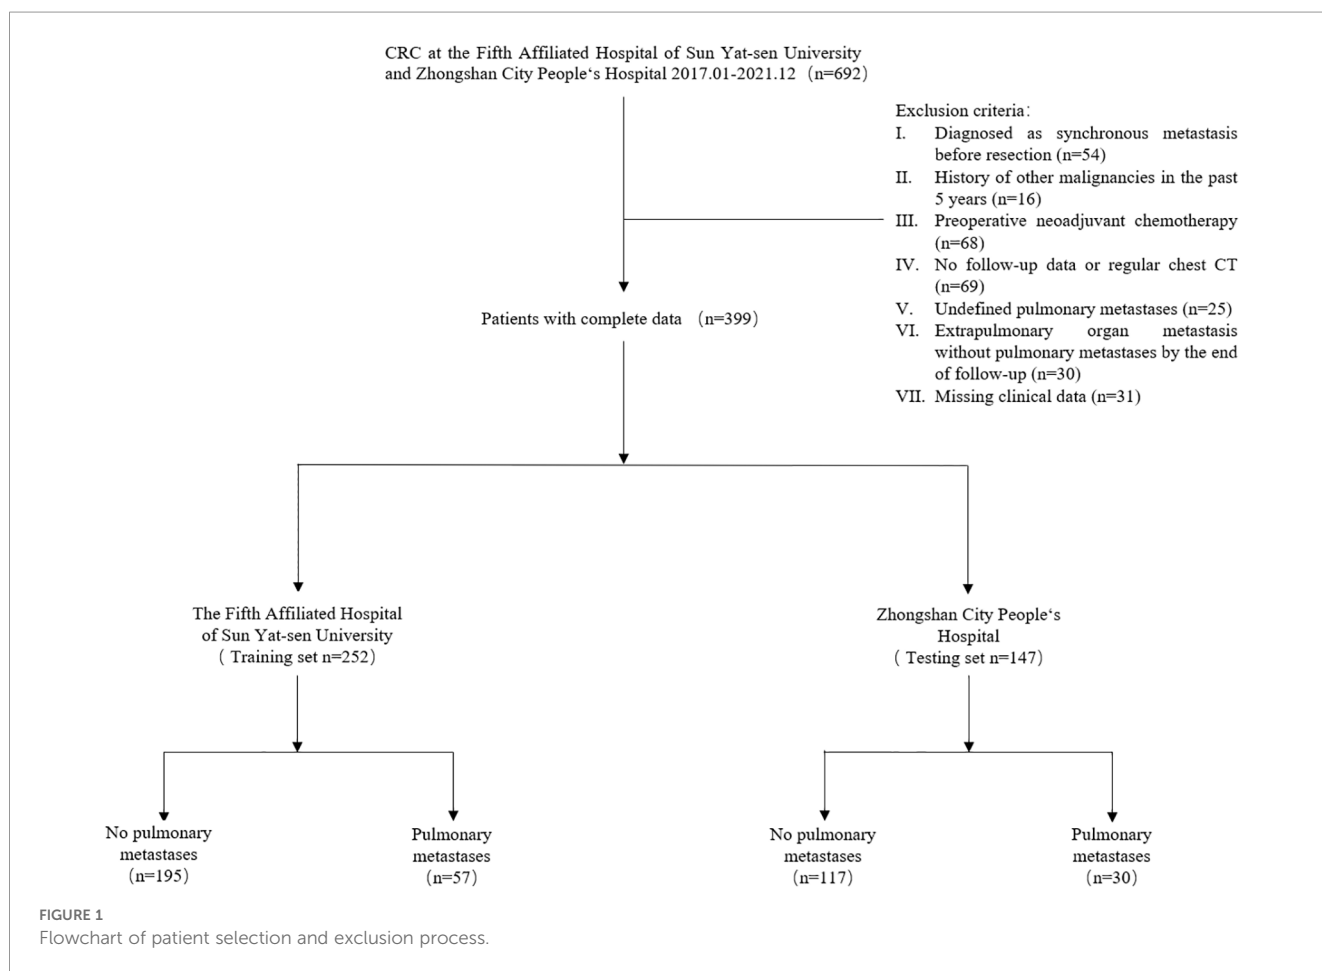 CRC at the Fifth Affiliated Hospital of Sun Yat-sen University
and Zhongshan City People‘s Hospital 2017.01-2021.12（n=692）
Exclusion criteria：
I. Diagnosed as synchronous metastasis
before resection (n=54)
II. History of other malignancies in the past
5 years (n=16)
III. Preoperative neoadjuvant chemotherapy
(n=68)
IV. No follow-up data or regular chest CT
(n=69)
V. Undefined pulmonary metastases (n=25)
VI. Extrapulmonary organ metastasis
without pulmonary metastases by the end
of follow-up (n=30)
VII. Missing clinical data (n=31)
Patients with complete data （n=399）
The Fifth Affiliated Hospital
of Sun Yat-sen University
（Training set n=252）
Zhongshan City People‘s
Hospital
（Testing set n=147）
No pulmonary
metastases
（n=195）
Pulmonary
metastases
（n=57）
No pulmonary
metastases
（n=117）
Pulmonary
metastases
（n=30）
FIGURE 1
Flowchart of patient selection and exclusion process.